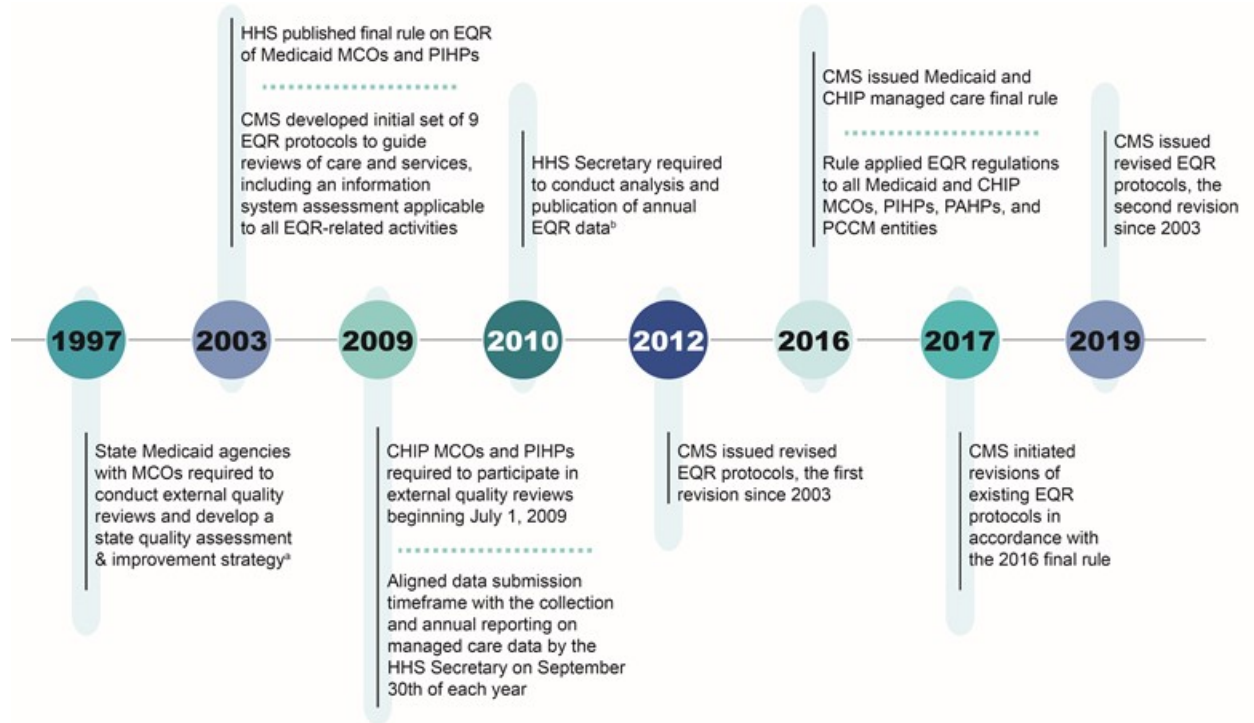 HHS published final rule on EQR
of Medicaid MCOs and PIHPs
CMS developed initial set of 9
EQR protocols to guide
reviews of care and services,
including an information
system assessment applicable
to all EQR-related activities
HHS Secretary required
to conduct analysis and
publication of annual
EQR dataᵇ
CMS issued Medicaid and
CHIP managed care final rule
Rule applied EQR regulations
to all Medicaid and CHIP
MCOs, PIHPs, PAHPs, and
PCCM entities
CMS issued
revised EQR
protocols, the
second revision
since 2003
1997
2003
2009
2010
2012
2016
2017
2019
State Medicaid agencies
with MCOs required to
conduct external quality
reviews and develop a
state quality assessment
& improvement strategyᵃ
CHIP MCOs and PIHPs
required to participate in
external quality reviews
beginning July 1, 2009
Aligned data submission
timeframe with the collection
and annual reporting on
managed care data by the
HHS Secretary on September
30th of each year
CMS issued revised
EQR protocols, the first
revision since 2003
CMS initiated
revisions of
existing EQR
protocols in
accordance with
the 2016 final rule